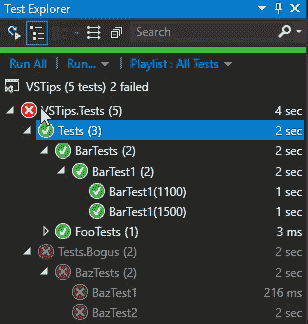 Test Explorer
Run All | Run... | Playlist : All Tests
VSTips (5 tests) 2 failed
VSTips.Tests (5) 4 sec
Tests (3) 2 sec
BarTests (2) 2 sec
BarTest1 (2) 2 sec
BarTest1(1100) 1 sec
BarTest1(1500) 1 sec
FooTests (1) 3 ms
Tests.Bogus (2) 2 sec
BazTests (2) 2 sec
BazTest1 216 ms
BazTest2 2 sec